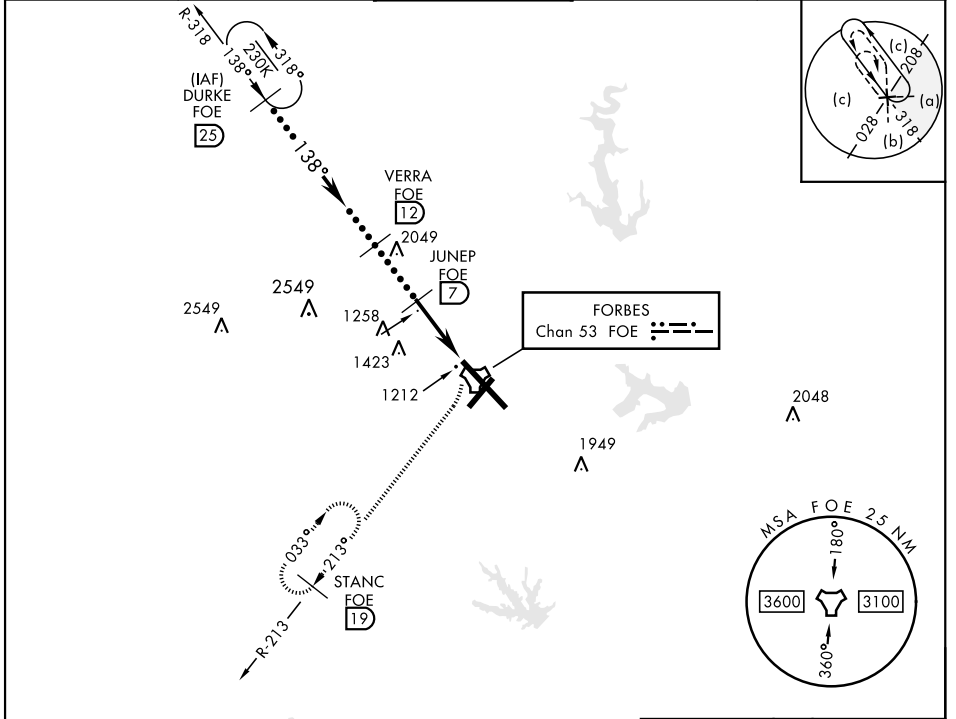 R-318
138°
230K
318°
(IAF)
DURKE
FOE
25
138°
VERRA
FOE
12
2049
JUNEP
FOE
7
2549
2549
1258
1423
1212
FORBES
Chan 53 FOE
2048
1949
033°
213°
STANC
FOE
19
R-213
(c)
208
(c)
(a)
028
318
(b)
MSA FOE 25 NM
180°
3600
3100
360°